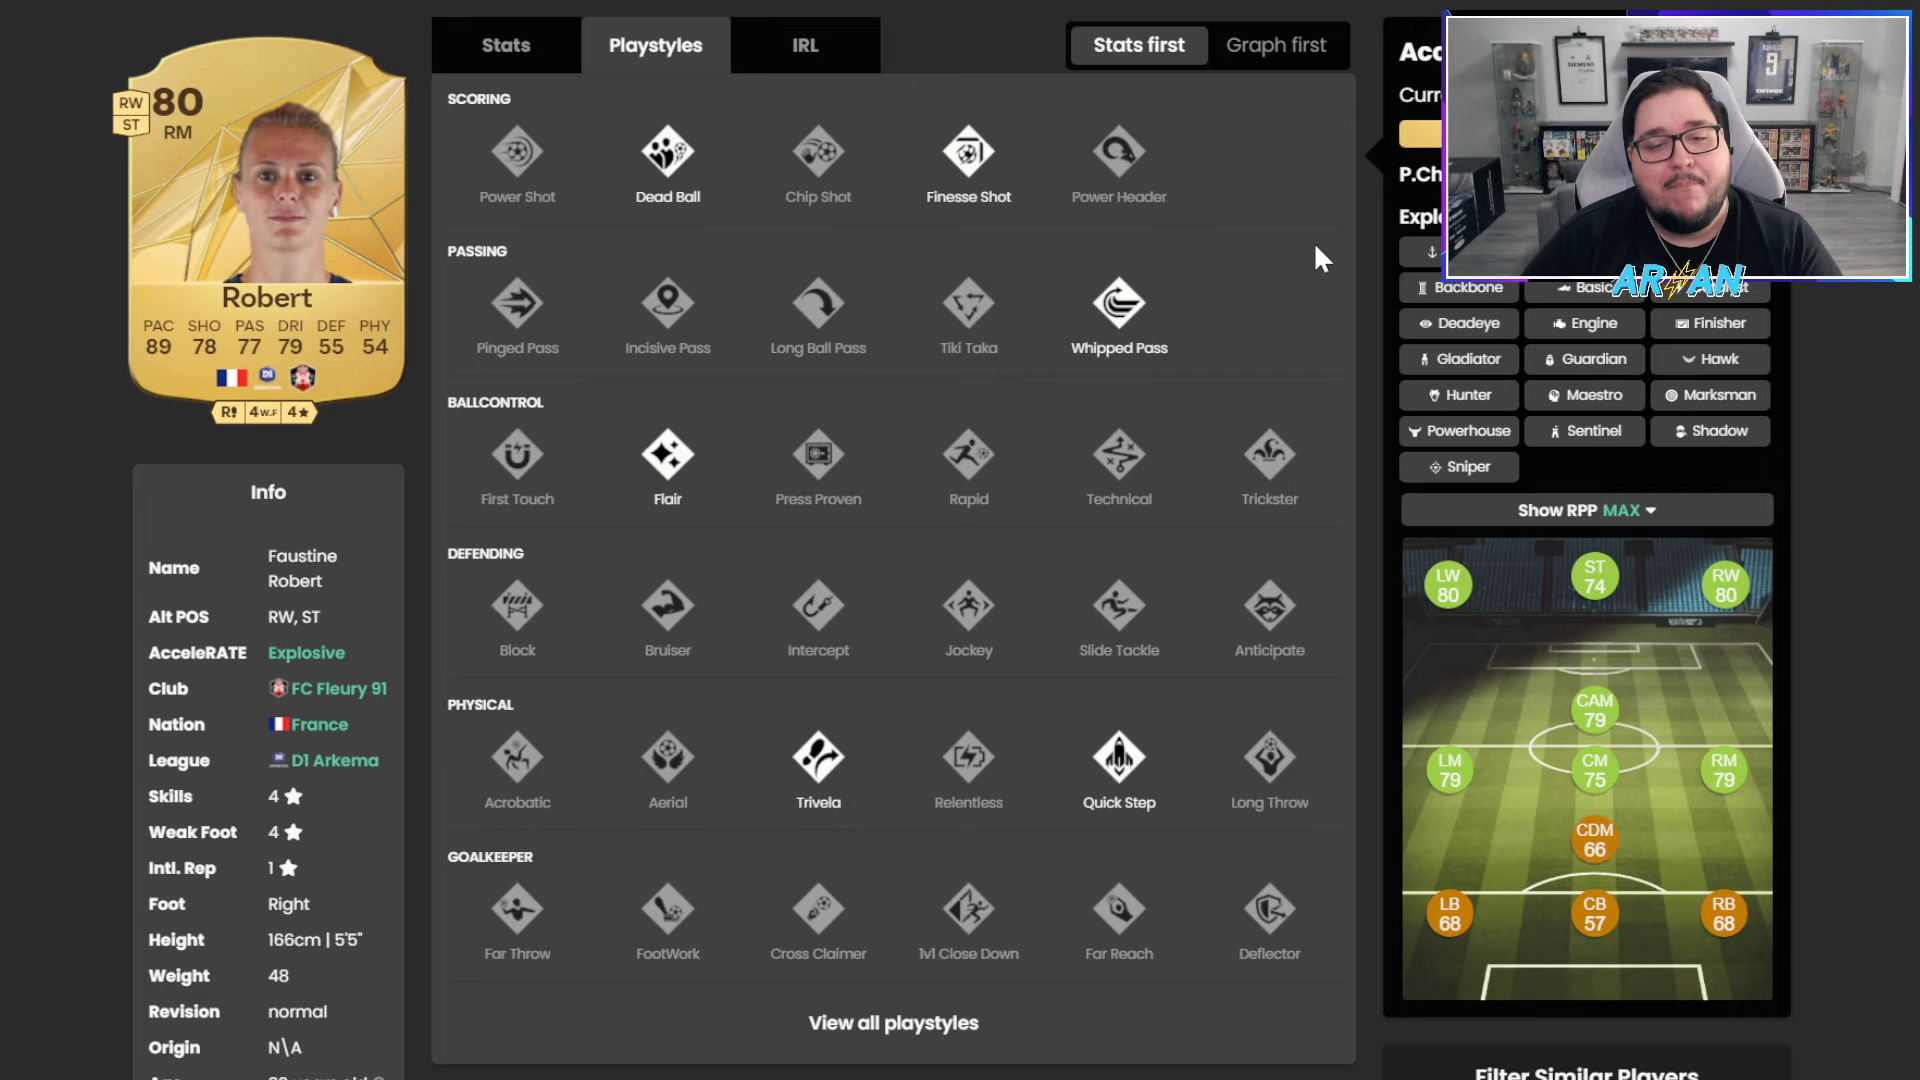 RW
ST
80
RM
Robert
PAC SHO PAS DRI DEF PHY
89 78 77 79 55 54
R 4 W.F 4★
Info
Name Faustine Robert
Alt POS RW, ST
AcceleRATE Explosive
Club FC Fleury 91
Nation France
League D1 Arkema
Skills 4 ★
Weak Foot 4 ★
Intl. Rep 1 ★
Foot Right
Height 166cm | 5'5"
Weight 48
Revision normal
Origin N\A
Stats Playstyles IRL
Stats first Graph first
SCORING
Power Shot Dead Ball Chip Shot Finesse Shot Power Header
PASSING
Pinged Pass Incisive Pass Long Ball Pass Tiki Taka Whipped Pass
BALLCONTROL
First Touch Flair Press Proven Rapid Technical Trickster
DEFENDING
Block Bruiser Intercept Jockey Slide Tackle Anticipate
PHYSICAL
Acrobatic Aerial Trivela Relentless Quick Step Long Throw
GOALKEEPER
Far Throw FootWork Cross Claimer 1v1 Close Down Far Reach Deflector
View all playstyles
P.Ch
SIEMENS
9
Backbone Basic
Deadeye Engine Finisher
Gladiator Guardian Hawk
Hunter Maestro Marksman
Powerhouse Sentinel Shadow
Sniper
Show RPP MAX
LW 80
ST 74
RW 80
CAM 79
LM 79
CM 75
RM 79
CDM 66
LB 68
CB 57
RB 68
Filter Similar Players